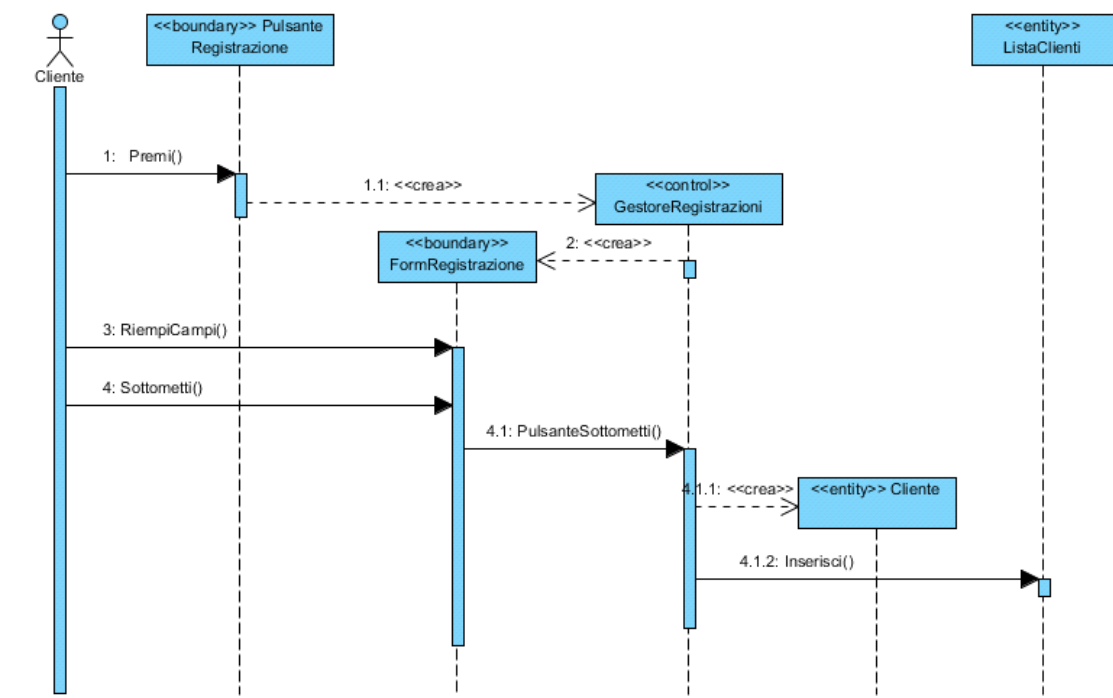 <<boundary>> Pulsante
Registrazione
<<entity>>
ListaClienti
Cliente
1: Premi()
1.1: <<crea>>
<<control>>
GestoreRegistrazioni
<<boundary>>
FormRegistrazione
2: <<crea>>
3: RiempiCampi()
4: Sottometti()
4.1: PulsanteSottometti()
4.1.1: <<crea>>
<<entity>> Cliente
4.1.2: Inserisci()